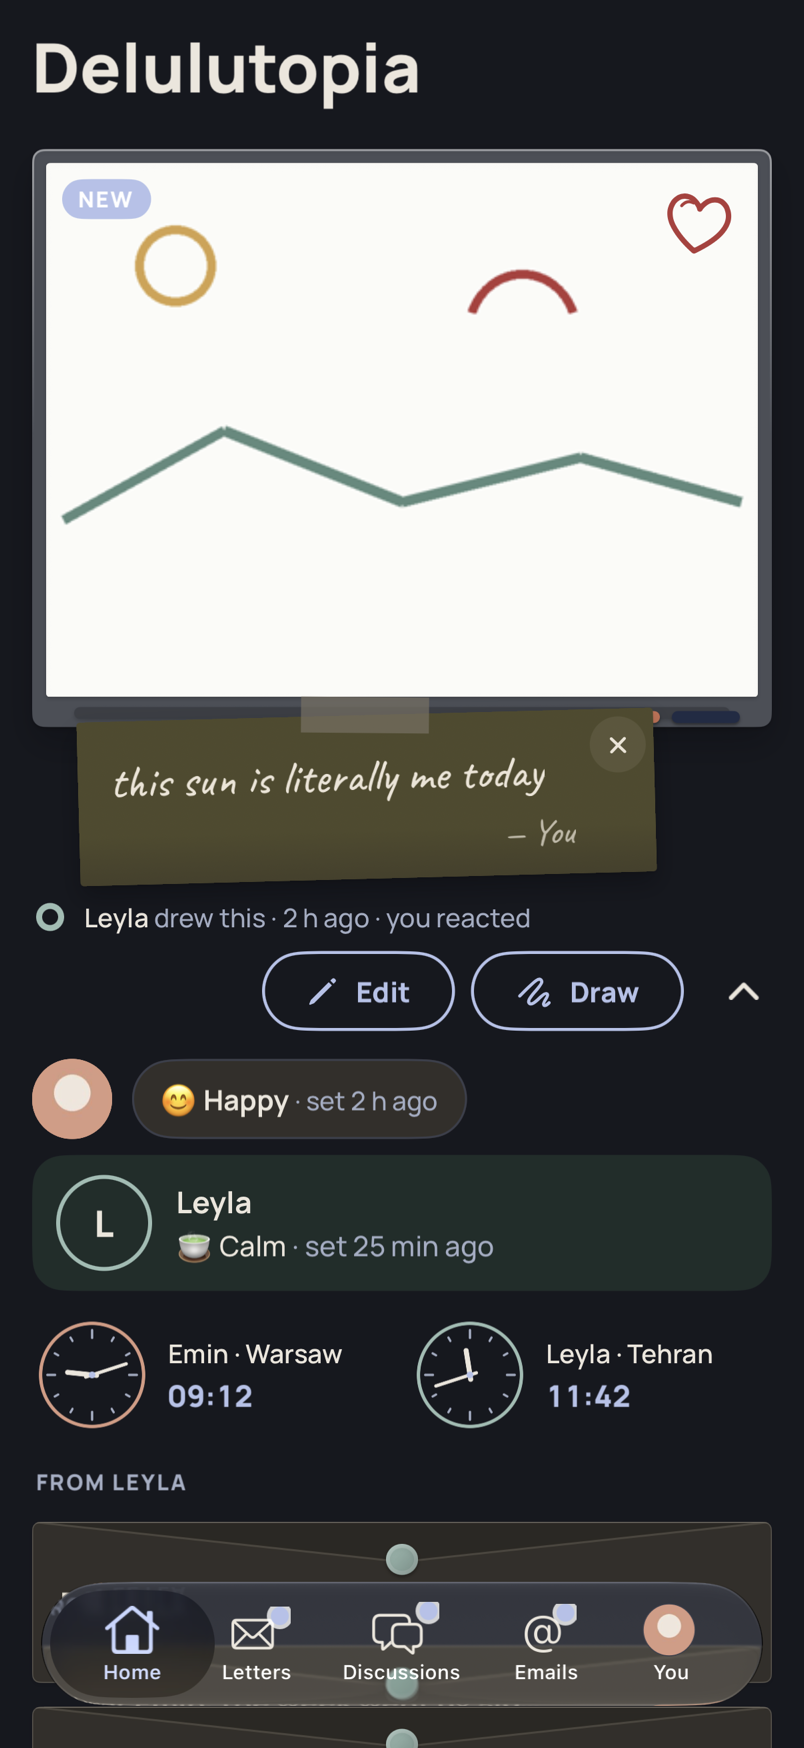 Delulutopia
NEW
this sun is literally me today
– You
Leyla drew this · 2 h ago · you reacted
Edit
Draw
😊 Happy · set 2 h ago
L
Leyla
🍵 Calm · set 25 min ago
Emin · Warsaw
09:12
Leyla · Tehran
11:42
FROM LEYLA
Home
Letters
Discussions
Emails
You